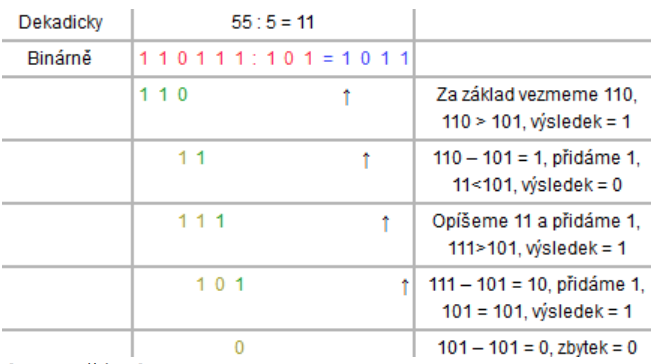 Dekadicky 55 : 5 = 11
Binárně 1 1 0 1 1 1 : 1 0 1 = 1 0 1 1
1 1 0 ↑ Za základ vezmeme 110,
110 > 101, výsledek = 1
1 1 ↑ 110 – 101 = 1, přidáme 1,
11<101, výsledek = 0
1 1 1 ↑ Opíšeme 11 a přidáme 1,
111>101, výsledek = 1
1 0 1 ↑ 111 – 101 = 10, přidáme 1,
101 = 101, výsledek = 1
0 101 – 101 = 0, zbytek = 0